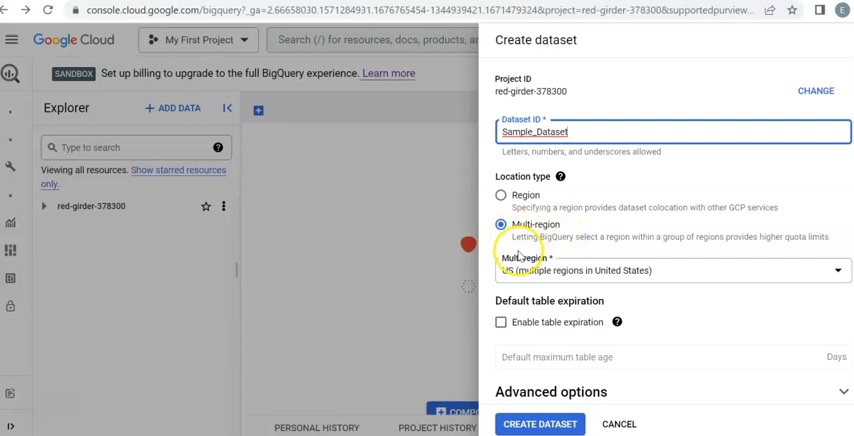 console.cloud.google.com/bigquery?_ga=2.66658030.1571284931.1676765454-1344939421.1671479324&project=red-girder-378300&supportedpurview...
E
Google Cloud
My First Project
Search (/) for resources, docs, products, an
SANDBOX Set up billing to upgrade to the full BigQuery experience. Learn more
Explorer
+ ADD DATA
Type to search
Viewing all resources. Show starred resources
only.
red-girder-378300
COMPO
PERSONAL HISTORY
PROJECT HISTORY
Create dataset
Project ID
red-girder-378300
CHANGE
Dataset ID *
Sample_Dataset
Letters, numbers, and underscores allowed
Location type
Region
Specifying a region provides dataset colocation with other GCP services
Multi-region
Letting BigQuery select a region within a group of regions provides higher quota limits
Multi-region *
US (multiple regions in United States)
Default table expiration
Enable table expiration
Default maximum table age
Days
Advanced options
CREATE DATASET
CANCEL